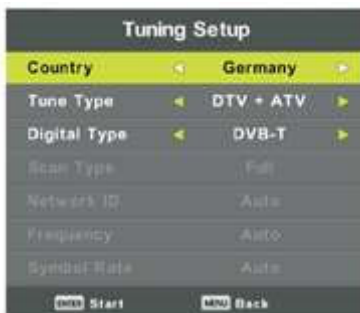 Tuning Setup
Country Germany
Tune Type DTV + ATV
Digital Type DVB-T
Scan Type Full
Network ID Auto
Frequency Auto
Symbol Rate Auto
ENTER Start MENU Back